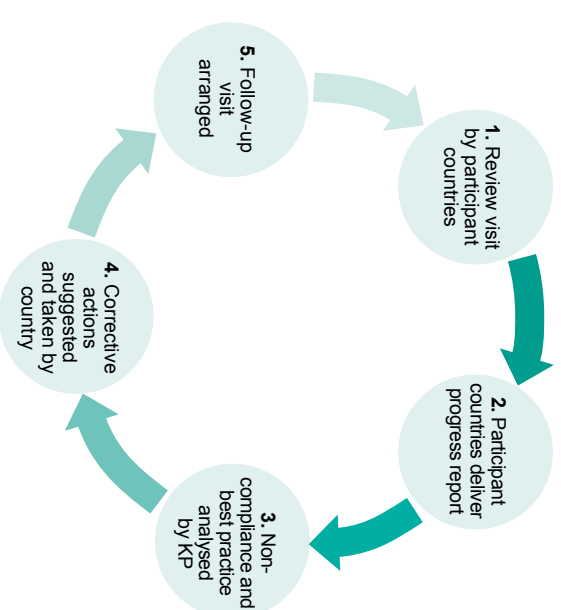 1. Review visit
by participant
countries
2. Participant
countries deliver
progress report
3. Non-
compliance and
best practice
analysed
by KP
4. Corrective
actions
suggested
and taken by
country
5. Follow-up
visit
arranged